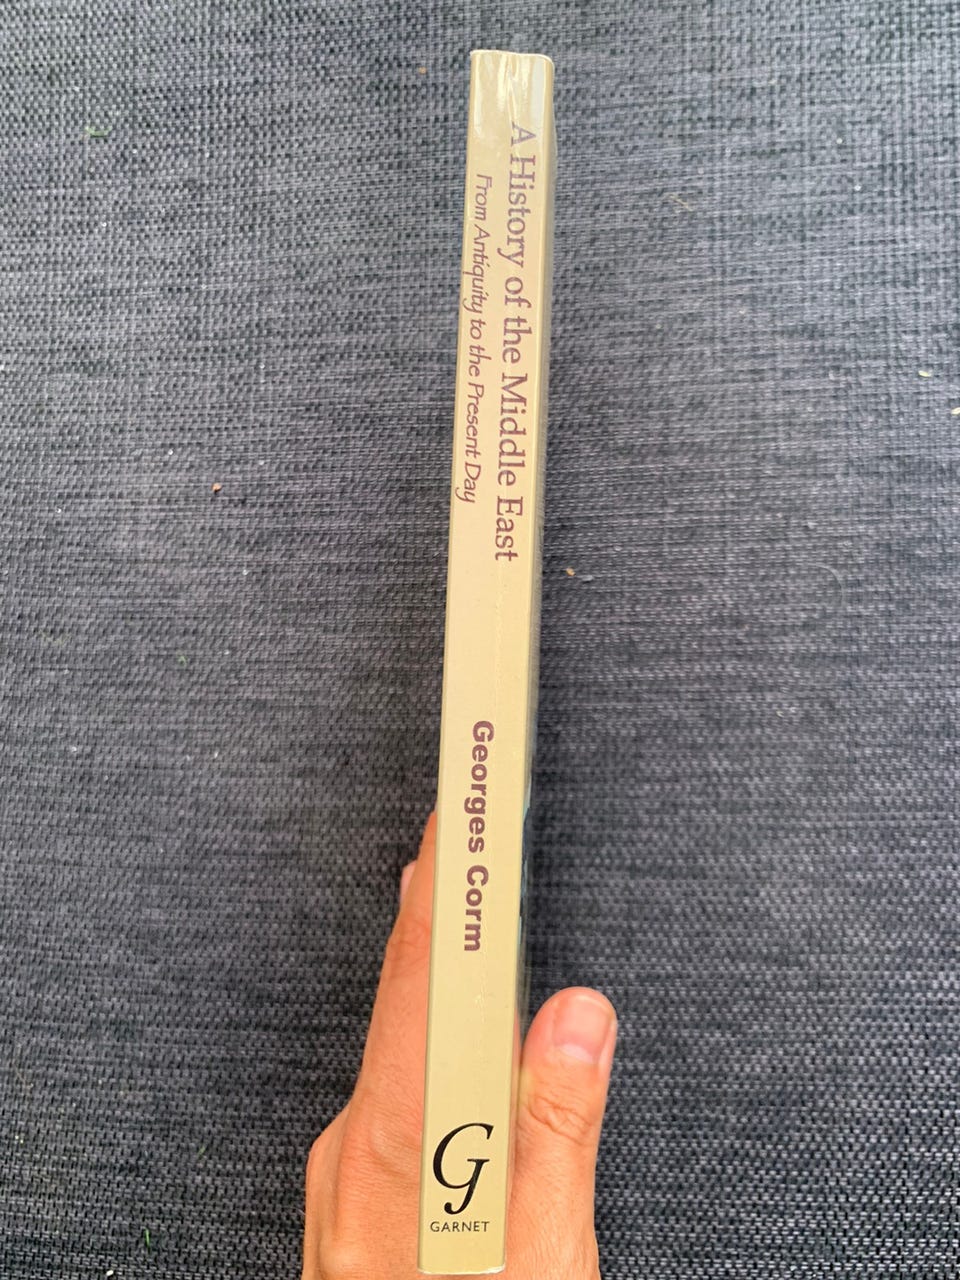 A History of the Middle East
From Antiquity to the Present Day
Georges Corm
G
GARNET